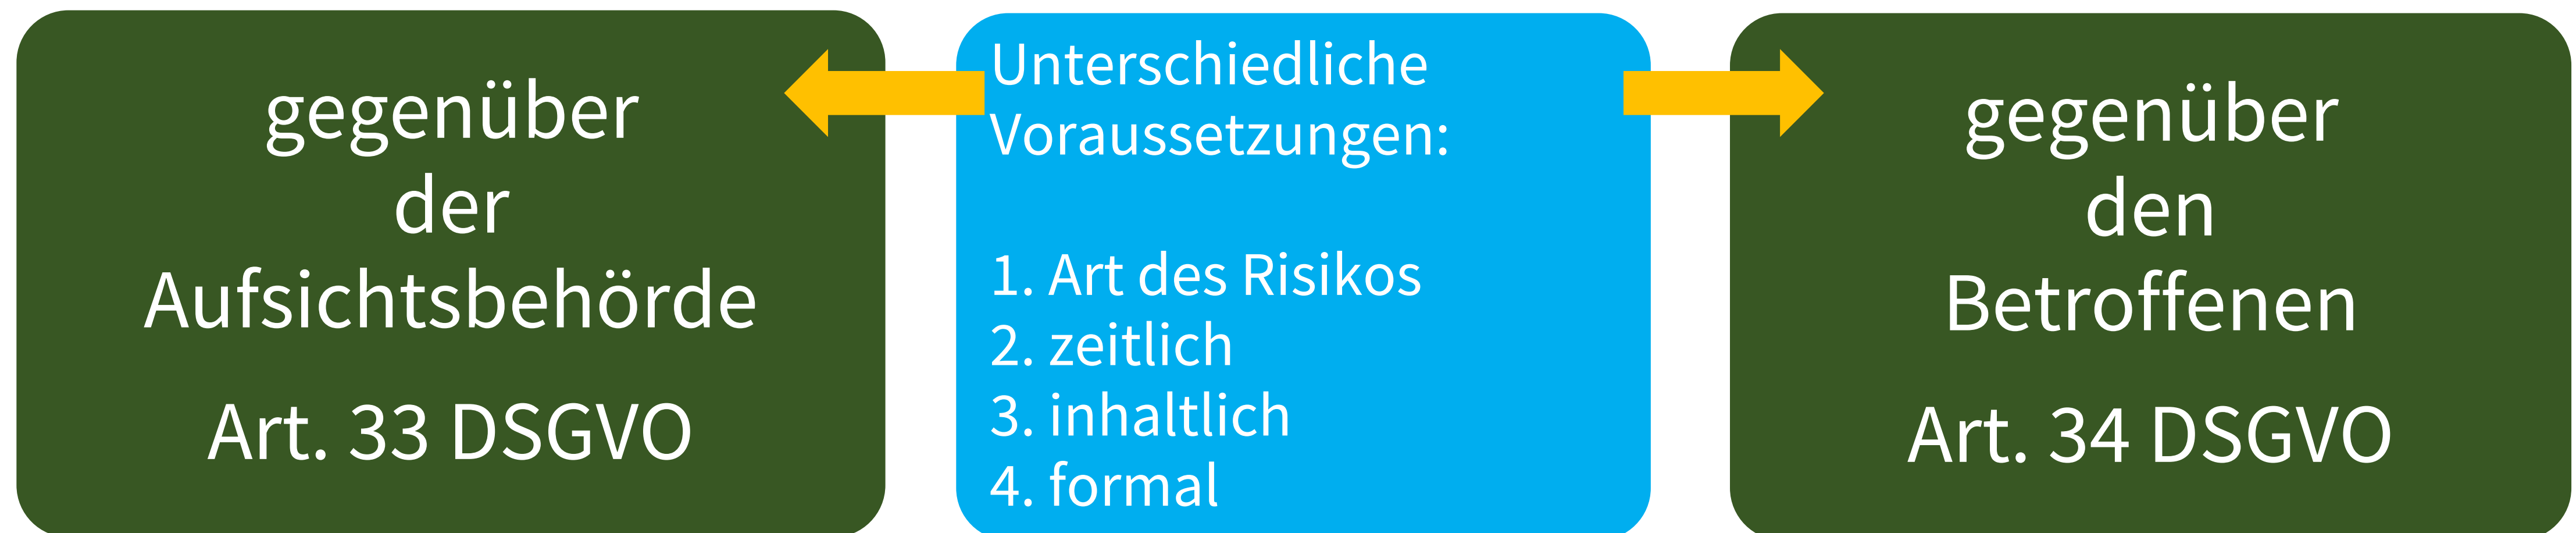 gegenüber
der
Aufsichtsbehörde
Art. 33 DSGVO
Unterschiedliche
Voraussetzungen:
1. Art des Risikos
2. zeitlich
3. inhaltlich
4. formal
gegenüber
den
Betroffenen
Art. 34 DSGVO